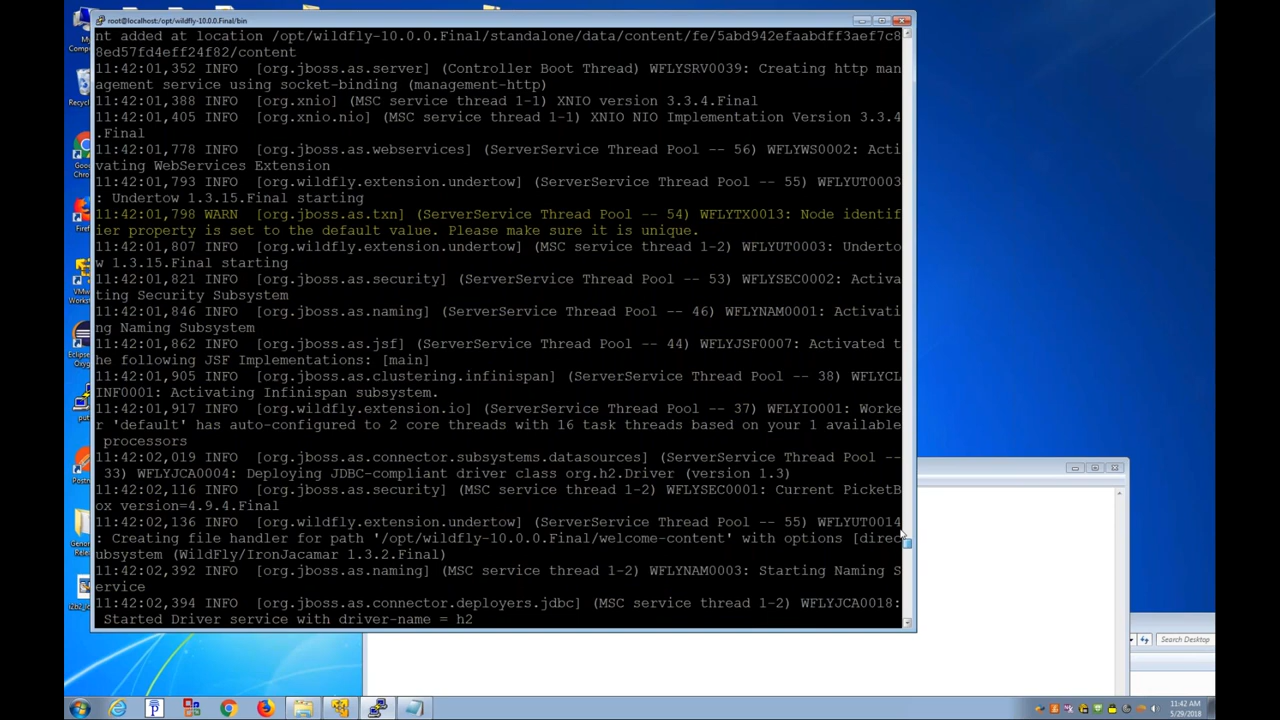 root@localhost:/opt/wildfly-10.0.0.Final/bin
nt added at location /opt/wildfly-10.0.0.Final/standalone/data/content/fe/5abd942efaabdff3aef7c8
8ed57fd4eeff24f82/content
11:42:01,352 INFO  [org.jboss.as.server] (Controller Boot Thread) WFLYSRV0039: Creating http man
agement service using socket-binding (management-http)
11:42:01,388 INFO  [org.xnio] (MSC service thread 1-1) XNIO version 3.3.4.Final
11:42:01,405 INFO  [org.xnio.nio] (MSC service thread 1-1) XNIO NIO Implementation Version 3.3.4
.Final
11:42:01,778 INFO  [org.jboss.as.webservices] (ServerService Thread Pool -- 56) WFLYWS0002: Acti
vating WebServices Extension
11:42:01,793 INFO  [org.wildfly.extension.undertow] (ServerService Thread Pool -- 55) WFLYUT0003
: Undertow 1.3.15.Final starting
11:42:01,798 WARN  [org.jboss.as.txn] (ServerService Thread Pool -- 54) WFLYTX0013: Node identif
ier property is set to the default value. Please make sure it is unique.
11:42:01,807 INFO  [org.wildfly.extension.undertow] (MSC service thread 1-2) WFLYUT0003: Underto
w 1.3.15.Final starting
11:42:01,821 INFO  [org.jboss.as.security] (ServerService Thread Pool -- 53) WFLYSEC0002: Activa
ting Security Subsystem
11:42:01,846 INFO  [org.jboss.as.naming] (ServerService Thread Pool -- 46) WFLYNAM0001: Activati
ng Naming Subsystem
11:42:01,862 INFO  [org.jboss.as.jsf] (ServerService Thread Pool -- 44) WFLYJSF0007: Activated t
he following JSF Implementations: [main]
11:42:01,905 INFO  [org.jboss.as.clustering.infinispan] (ServerService Thread Pool -- 38) WFLYCL
INF0001: Activating Infinispan subsystem.
11:42:01,917 INFO  [org.wildfly.extension.io] (ServerService Thread Pool -- 37) WFLYIO001: Worke
r 'default' has auto-configured to 2 core threads with 16 task threads based on your 1 available
 processors
11:42:02,019 INFO  [org.jboss.as.connector.subsystems.datasources] (ServerService Thread Pool --
 33) WFLYJCA0004: Deploying JDBC-compliant driver class org.h2.Driver (version 1.3)
11:42:02,116 INFO  [org.jboss.as.security] (MSC service thread 1-2) WFLYSEC0001: Current PicketB
ox version=4.9.4.Final
11:42:02,136 INFO  [org.wildfly.extension.undertow] (ServerService Thread Pool -- 55) WFLYUT0014
: Creating file handler for path '/opt/wildfly-10.0.0.Final/welcome-content' with options [direc
ubsystem (WildFly/IronJacamar 1.3.2.Final)
11:42:02,392 INFO  [org.jboss.as.naming] (MSC service thread 1-2) WFLYNAM0003: Starting Naming S
ervice
11:42:02,394 INFO  [org.jboss.as.connector.deployers.jdbc] (MSC service thread 1-2) WFLYJCA0018:
 Started Driver service with driver-name = h2
Search Desktop
11:42 AM
5/29/2018